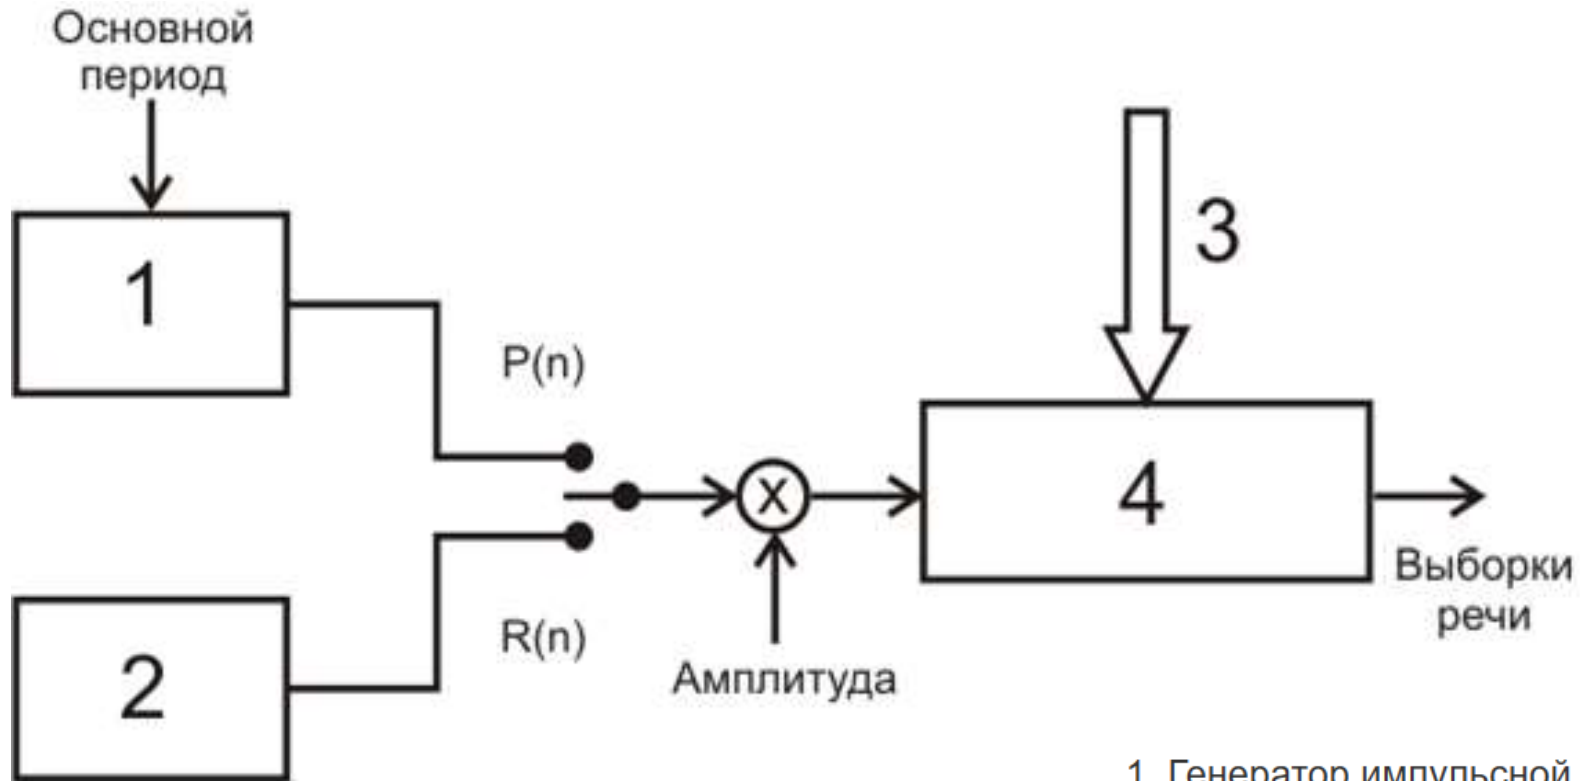 Основной
период
1
3
P(n)
4
X
Выборки
речи
R(n)
Амплитуда
2
1. Генератор импульсной